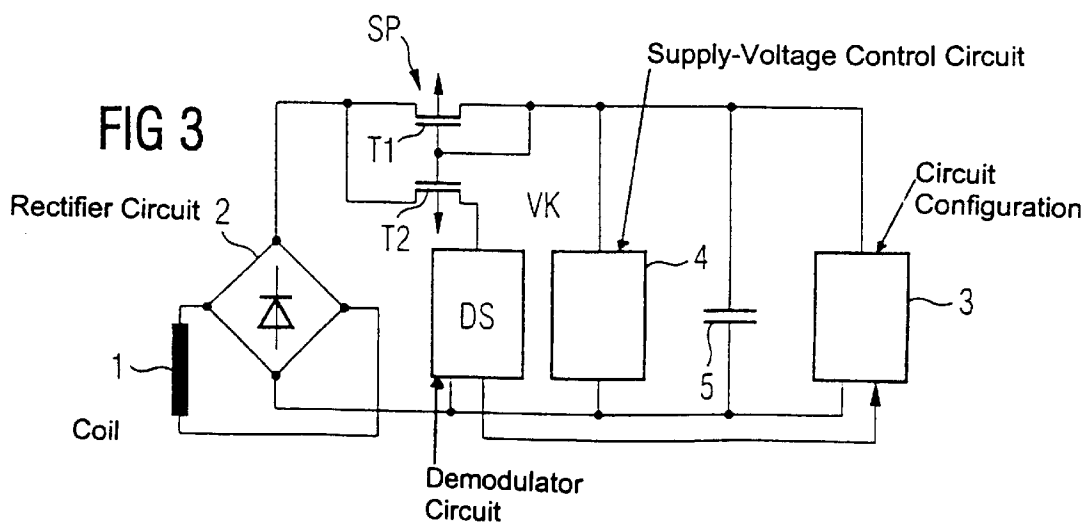 SP
Supply-Voltage Control Circuit
FIG 3
T1
Circuit
Configuration
Rectifier Circuit
2
T2
VK
4
3
DS
1
5
Coil
Demodulator
Circuit